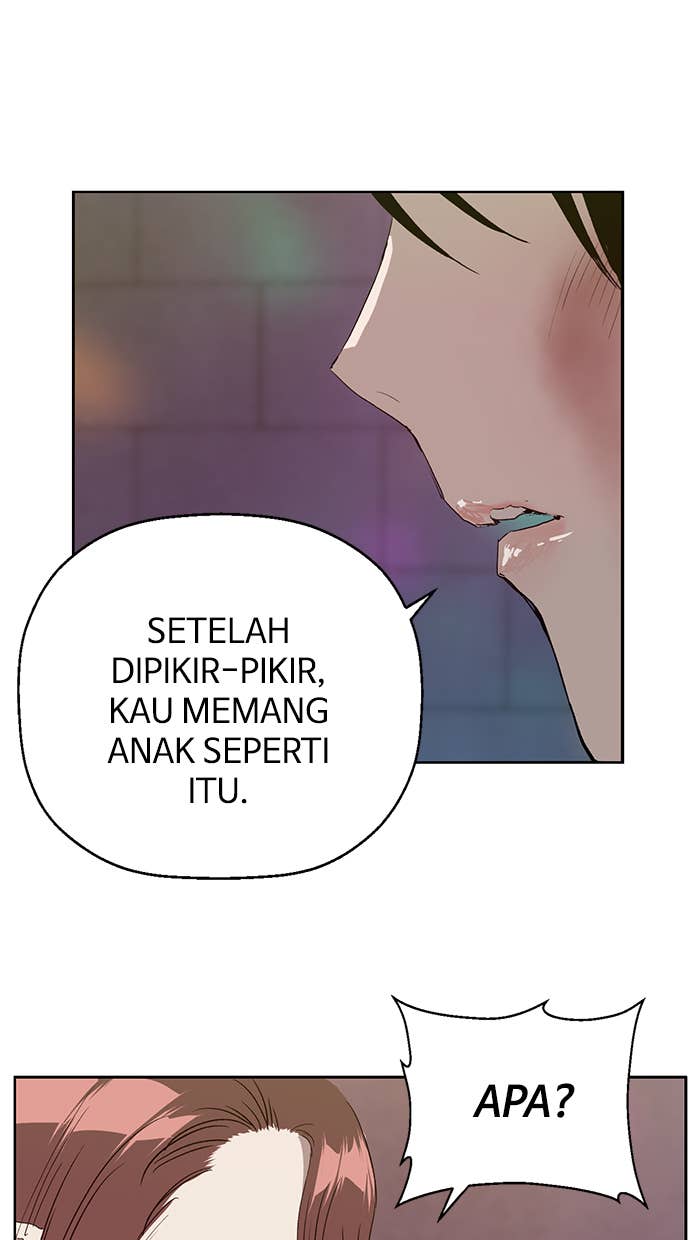 SETELAH
DIPIKIR-PIKIR,
KAU MEMANG
ANAK SEPERTI
ITU.
APA?